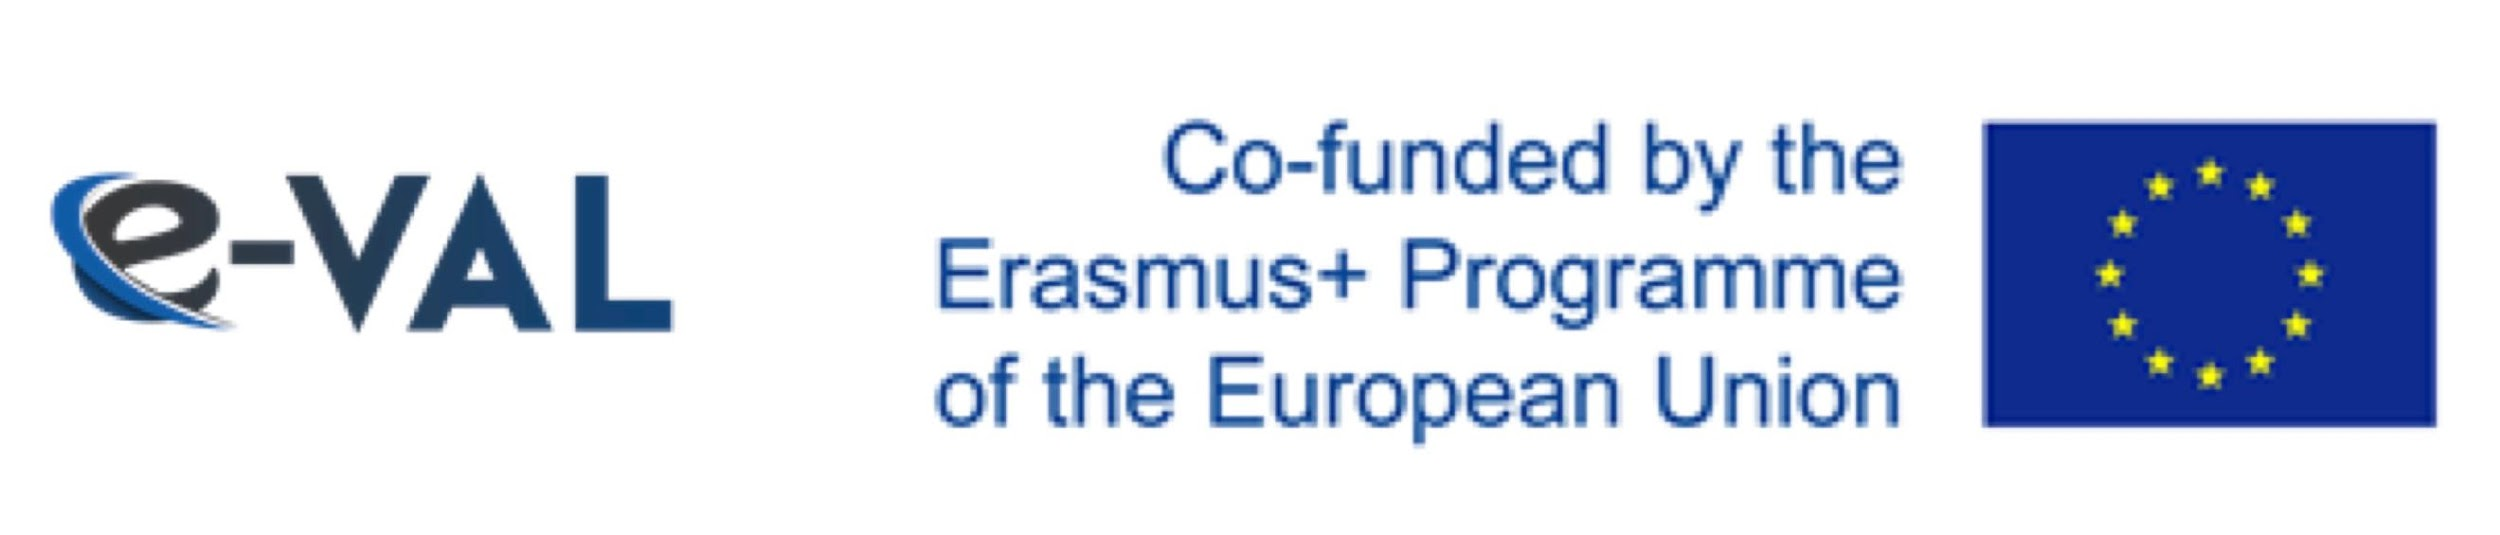 e-VAL
Co-funded by the
Erasmus+ Programme
of the European Union